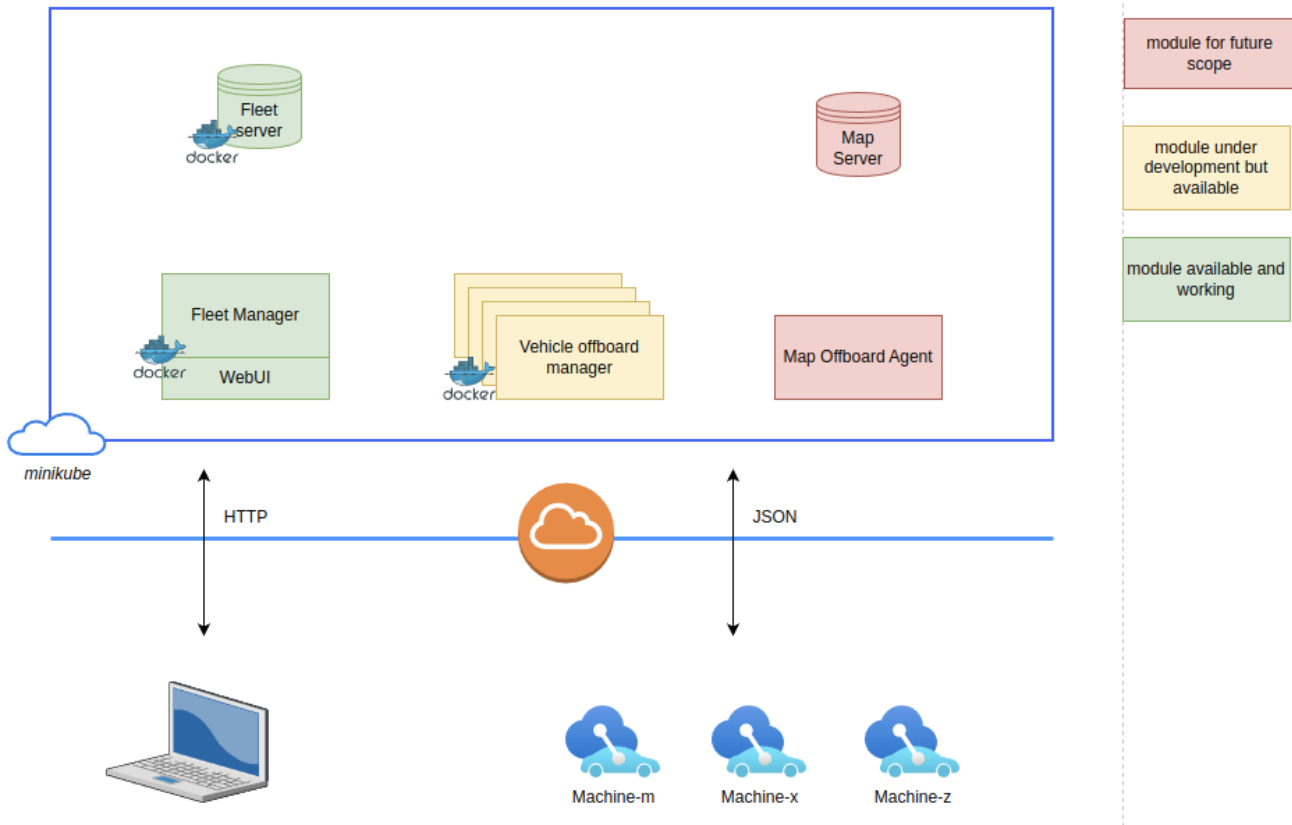 Fleet
server
docker
Map
Server
Fleet Manager
WebUI
docker
Vehicle offboard
manager
docker
Map Offboard Agent
minikube
HTTP
JSON
Machine-m
Machine-x
Machine-z
module for future
scope
module under
development but
available
module available and
working